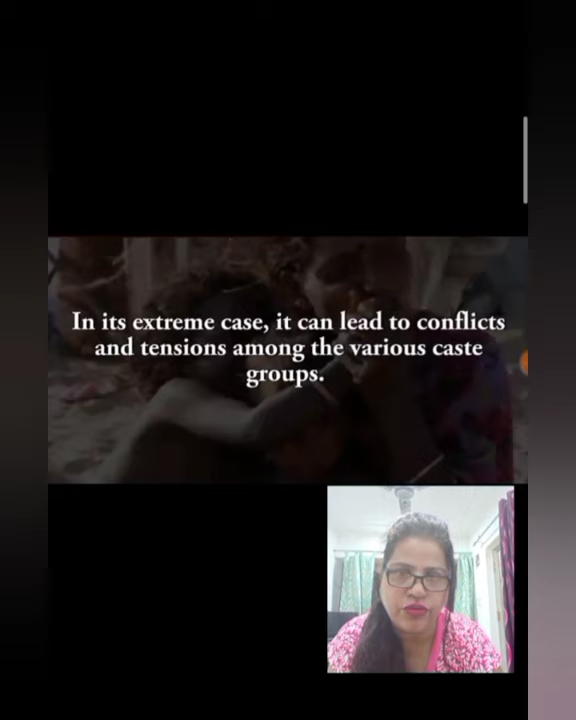 In its extreme case, it can lead to conflicts
and tensions among the various caste
groups.